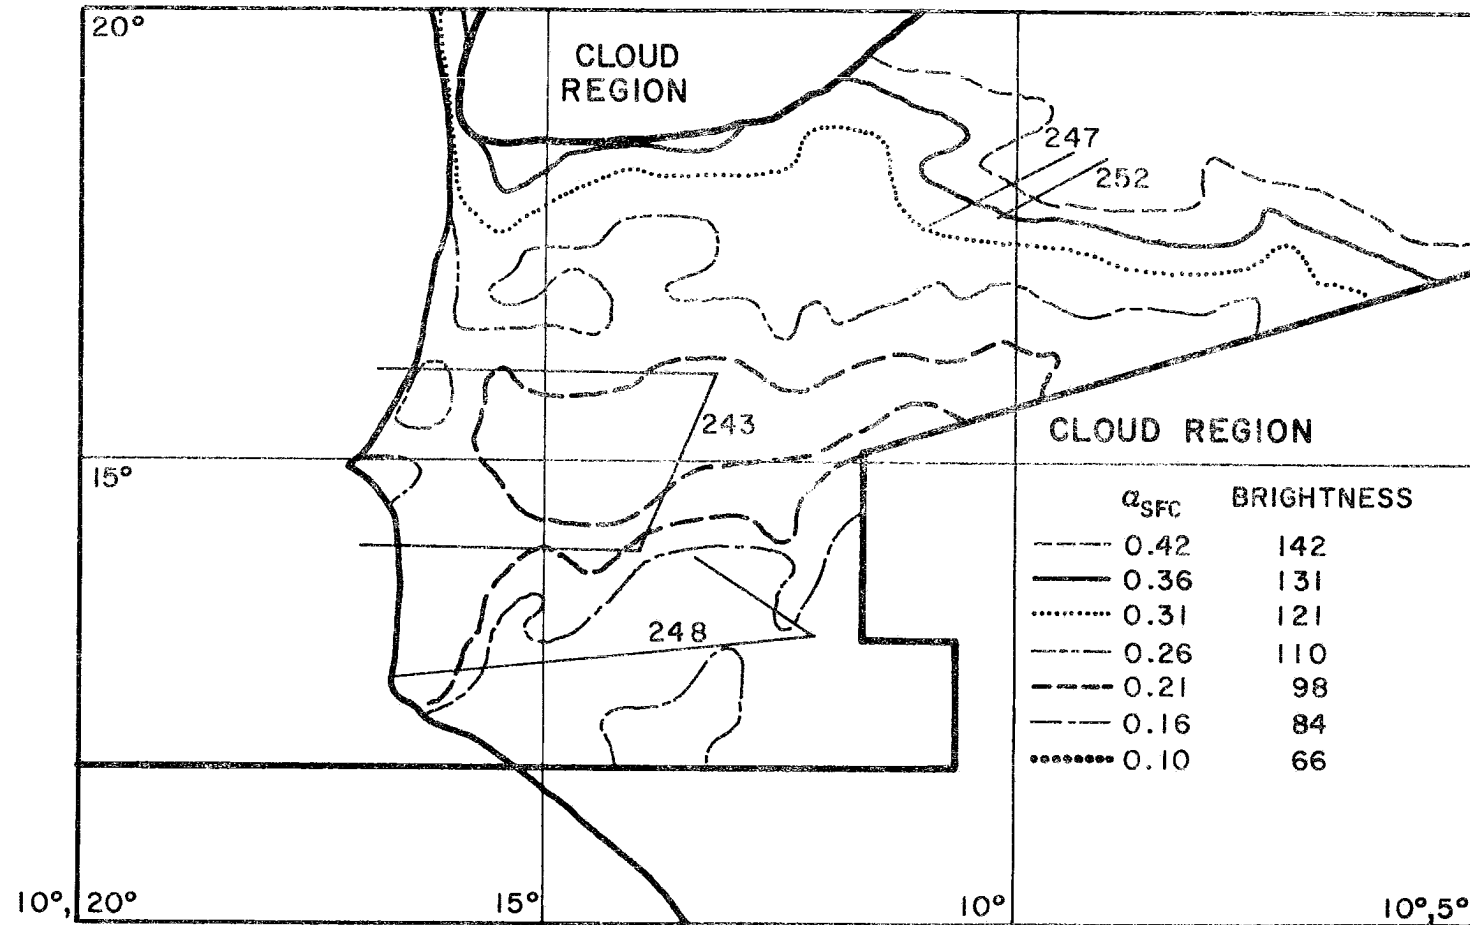 20°
CLOUD
REGION
247
252
243
CLOUD REGION
15°
αSFC BRIGHTNESS
0.42 142
0.36 131
0.31 121
0.26 110
0.21 98
0.16 84
0.10 66
248
10°, 20° 15° 10° 10°,5°